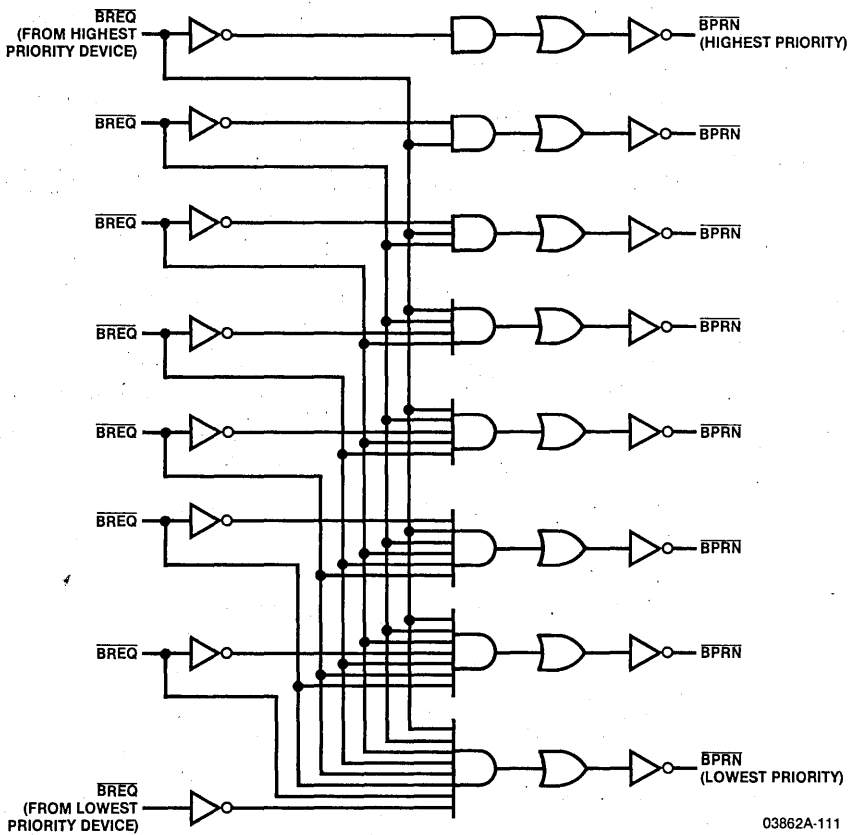 BREQ
(FROM HIGHEST
PRIORITY DEVICE)
BPRN
(HIGHEST PRIORITY)
BREQ
BPRN
BREQ
BPRN
BREQ
BPRN
BREQ
BPRN
BREQ
BPRN
BREQ
BPRN
BREQ
(FROM LOWEST
PRIORITY DEVICE)
BPRN
(LOWEST PRIORITY)
03862A-111